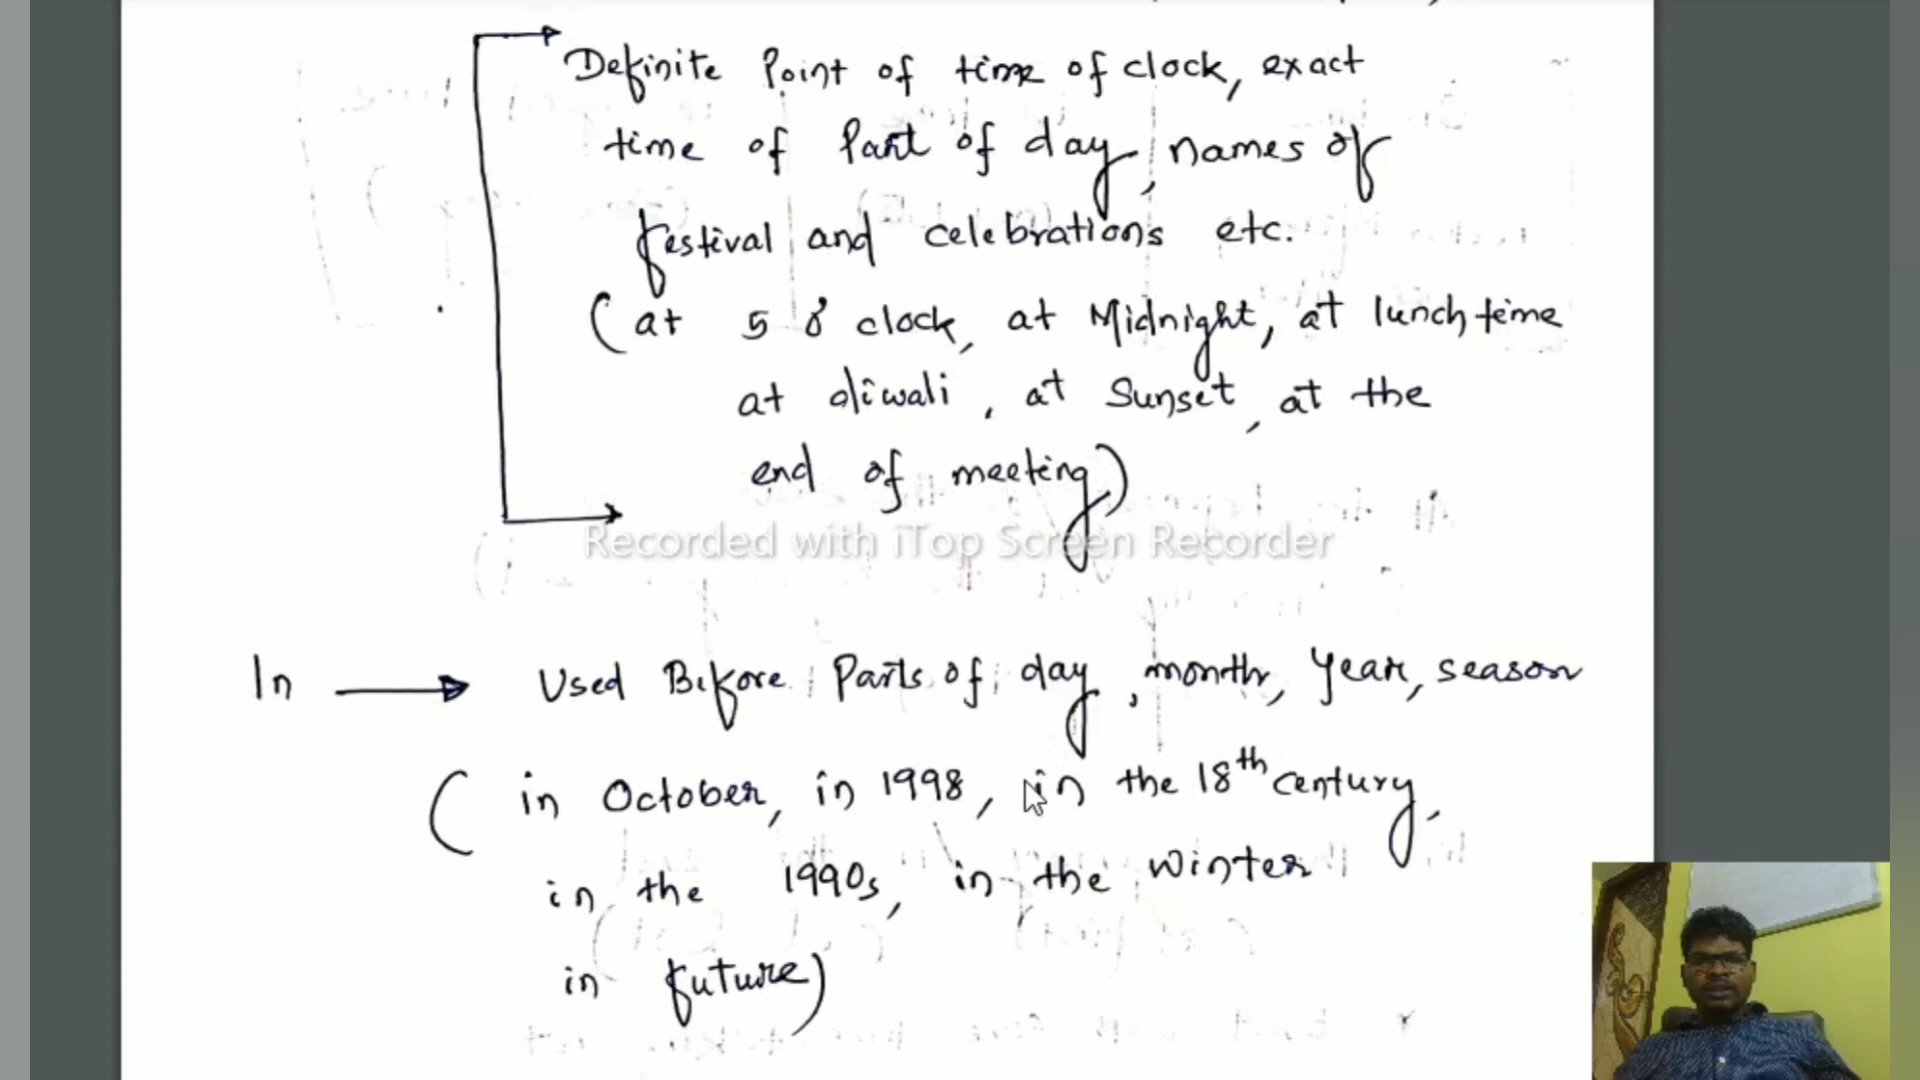 Definite Point of time of clock, exact
time of Part of day, names of
festival and celebrations etc.
(at 5 o' clock, at Midnight, at lunch time
at diwali, at Sunset, at the
end of meeting)
Recorded with iTop Screen Recorder
In → Used Before Parts of day, month, Year, season
(in October, in 1998, in the 18th century,
in the 1990s, in the winter
in future)